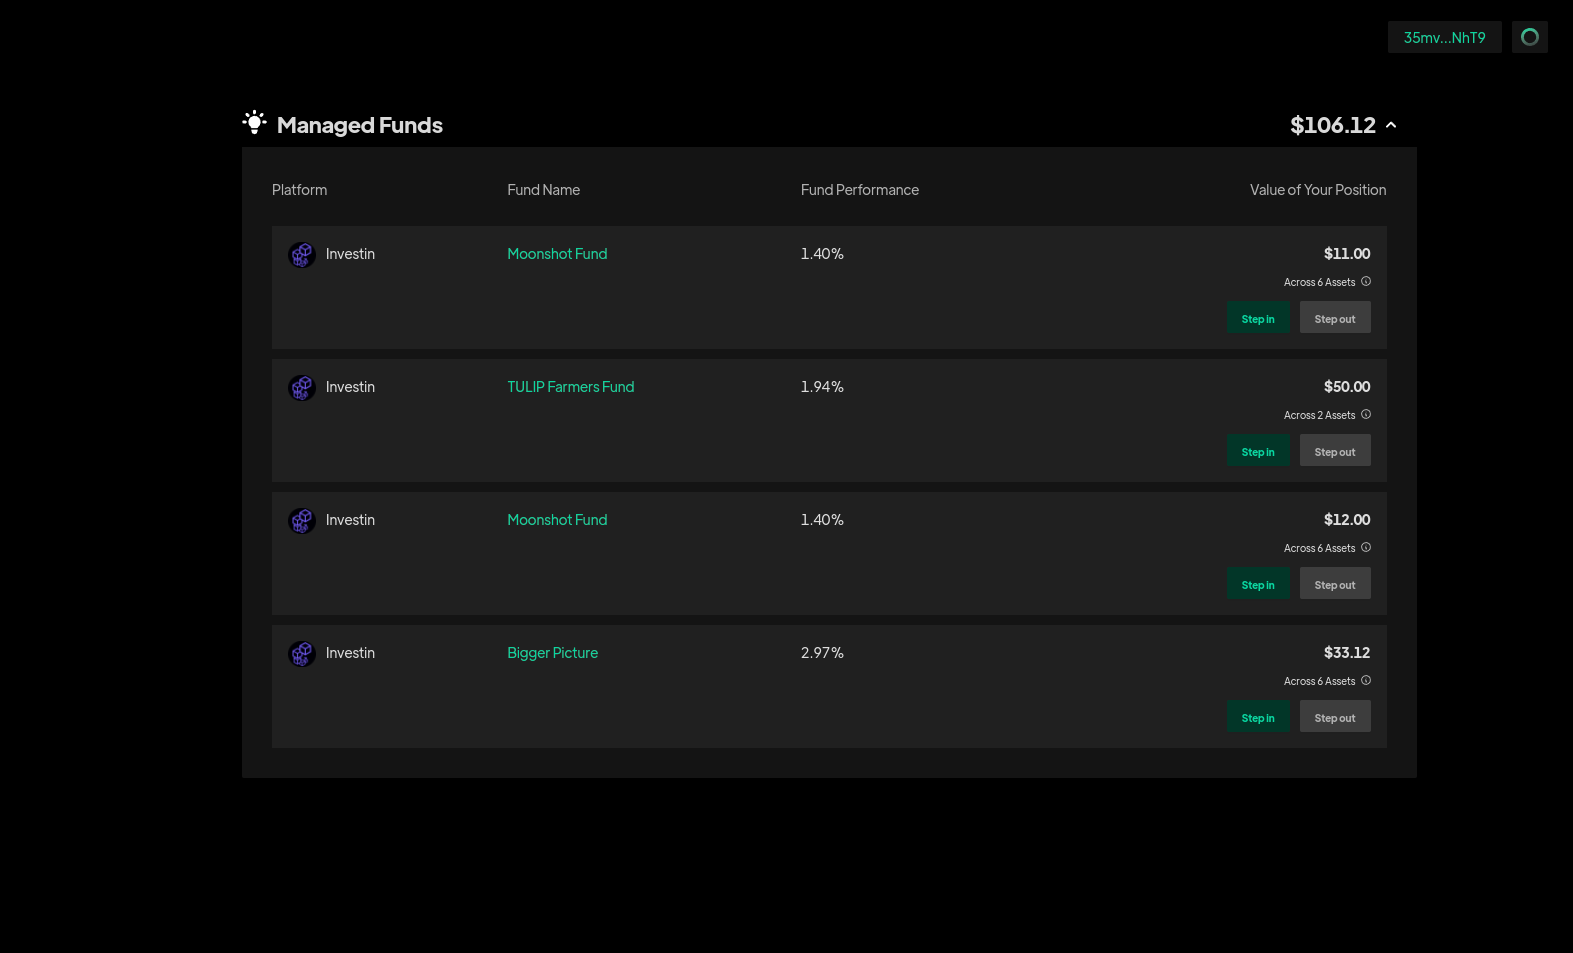 35mv...NhT9
Managed Funds $106.12
Platform Fund Name Fund Performance Value of Your Position
Investin Moonshot Fund 1.40% $11.00
Across 6 Assets
Step in Step out
Investin TULIP Farmers Fund 1.94% $50.00
Across 2 Assets
Step in Step out
Investin Moonshot Fund 1.40% $12.00
Across 6 Assets
Step in Step out
Investin Bigger Picture 2.97% $33.12
Across 6 Assets
Step in Step out